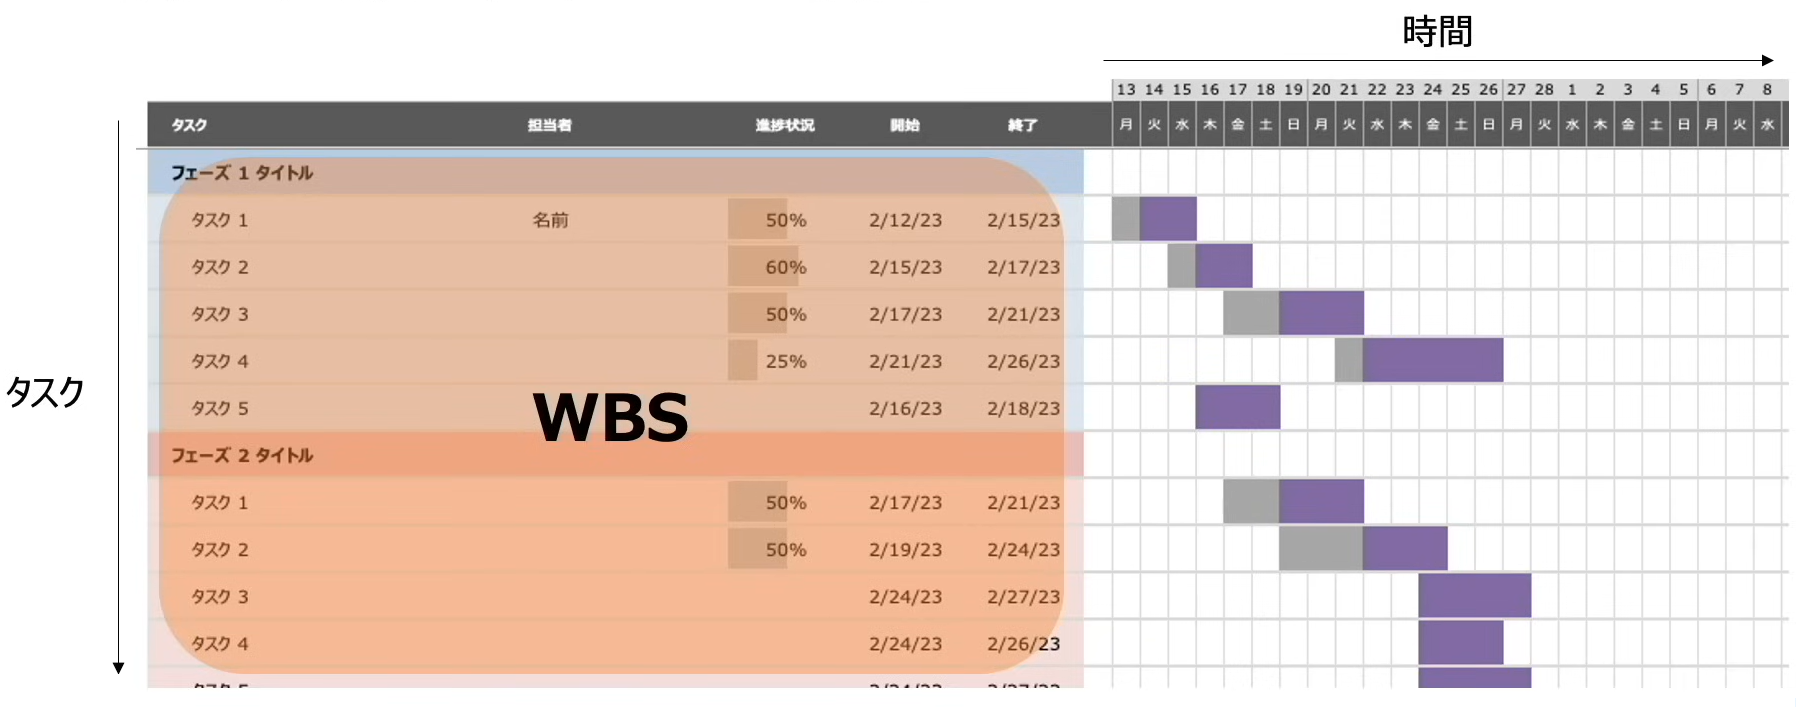 時間
13 14 15 16 17 18 19 20 21 22 23 24 25 26 27 28 1 2 3 4 5 6 7 8
タスク 担当者 進捗状況 開始 終了 月 火 水 木 金 土 日 月 火 水 木 金 土 日 月 火 水 木 金 土 日 月 火 水
フェーズ 1 タイトル
タスク 1 名前 50% 2/12/23 2/15/23
タスク 2 60% 2/15/23 2/17/23
タスク 3 50% 2/17/23 2/21/23
タスク 4 25% 2/21/23 2/26/23
タスク
タスク 5 2/16/23 2/18/23
WBS
フェーズ 2 タイトル
タスク 1 50% 2/17/23 2/21/23
タスク 2 50% 2/19/23 2/24/23
タスク 3 2/24/23 2/27/23
タスク 4 2/24/23 2/26/23